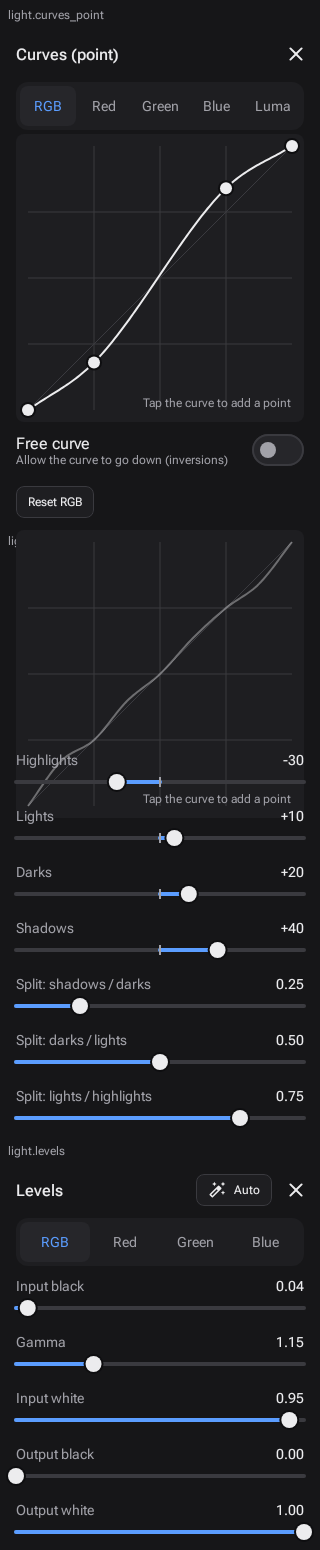 light.curves_point
Curves (point)
RGB Red Green Blue Luma
Tap the curve to add a point
Free curve
Allow the curve to go down (inversions)
Reset RGB
Highlights -30
Tap the curve to add a point
Lights +10
Darks +20
Shadows +40
Split: shadows / darks 0.25
Split: darks / lights 0.50
Split: lights / highlights 0.75
light.levels
Levels Auto
RGB Red Green Blue
Input black 0.04
Gamma 1.15
Input white 0.95
Output black 0.00
Output white 1.00